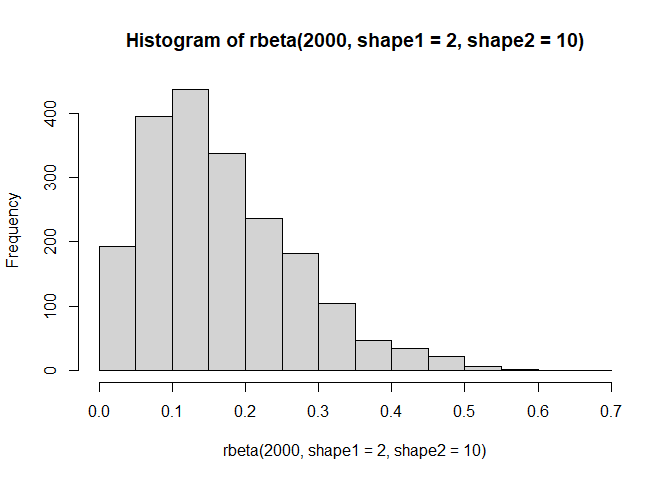 Histogram of rbeta(2000, shape1 = 2, shape2 = 10)
Frequency
400
300
200
100
0
0.0 0.1 0.2 0.3 0.4 0.5 0.6 0.7
rbeta(2000, shape1 = 2, shape2 = 10)